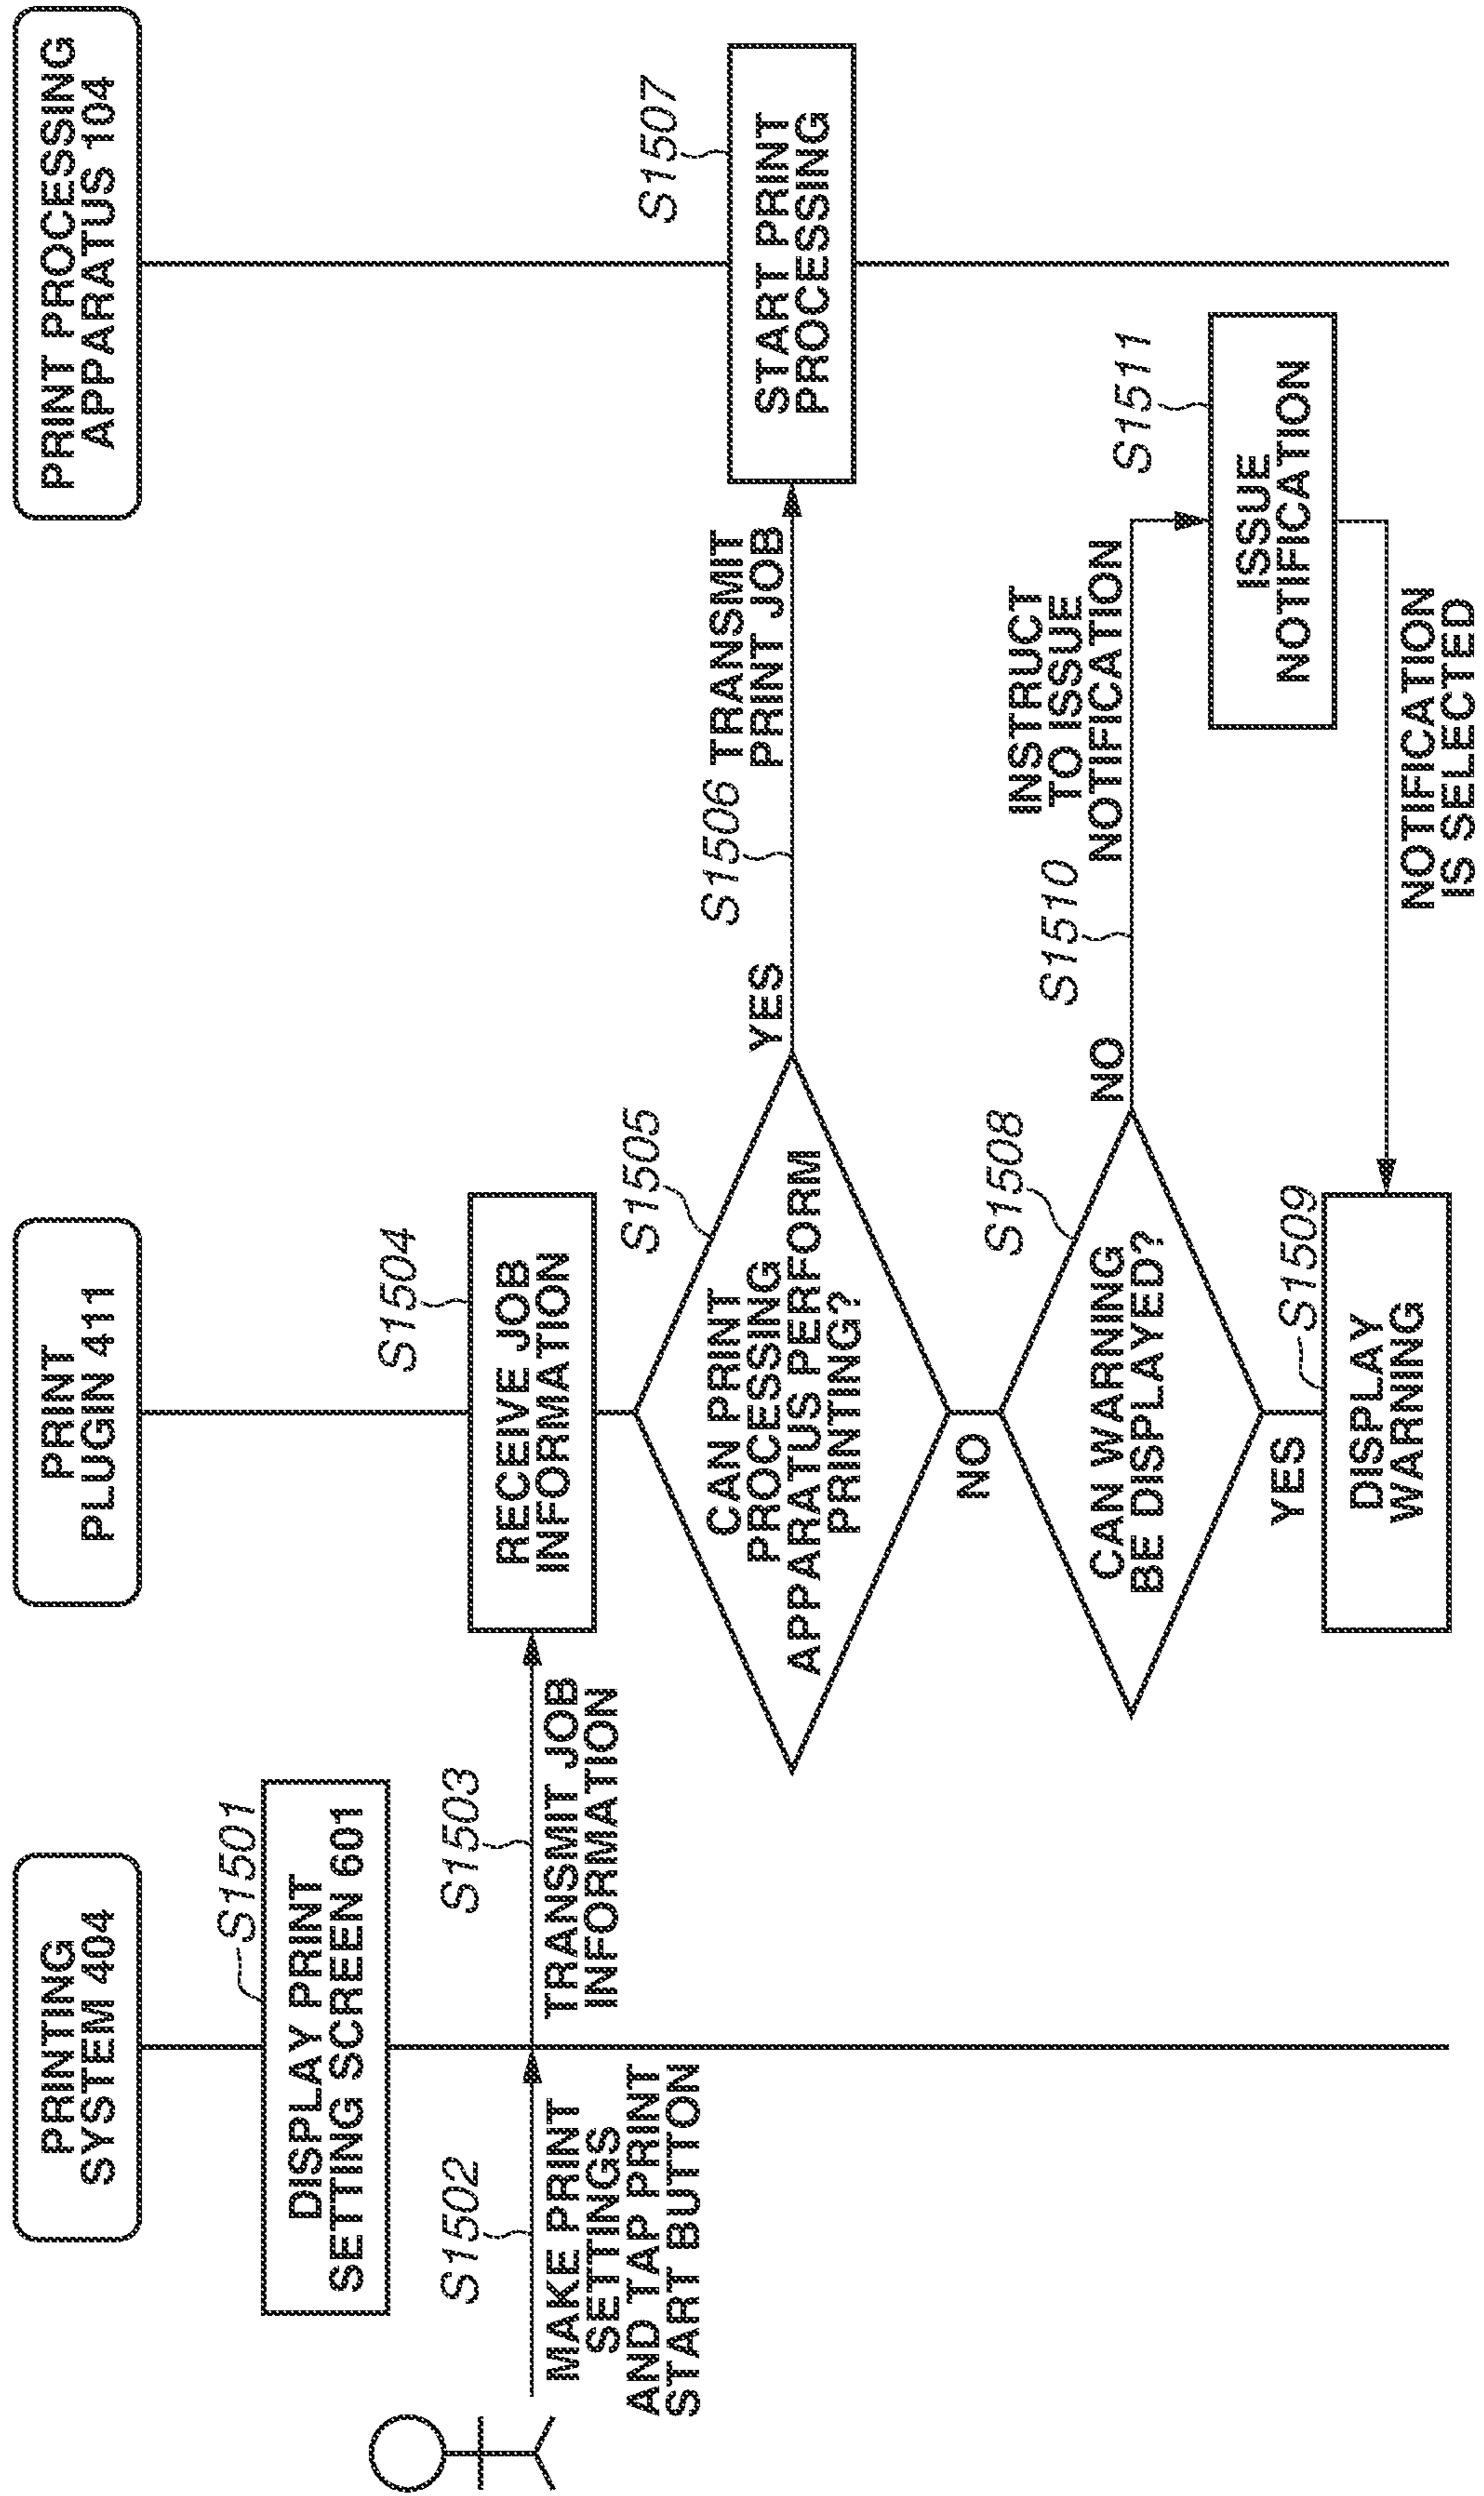 PRINTING
SYSTEM 404
PRINT
PLUGIN 411
PRINT PROCESSING
APPARATUS 104
S1501
DISPLAY PRINT
SETTING SCREEN 601
S1502
MAKE PRINT
SETTINGS
AND TAP PRINT
START BUTTON
S1503
TRANSMIT JOB
INFORMATION
S1504
RECEIVE JOB
INFORMATION
S1505
CAN PRINT
PROCESSING
APPARATUS PERFORM
PRINTING?
YES
S1506
TRANSMIT
PRINT JOB
S1507
START PRINT
PROCESSING
NO
S1508
CAN WARNING
BE DISPLAYED?
NO
S1510
INSTRUCT
TO ISSUE
NOTIFICATION
S1511
ISSUE
NOTIFICATION
YES
S1509
DISPLAY
WARNING
NOTIFICATION
IS SELECTED